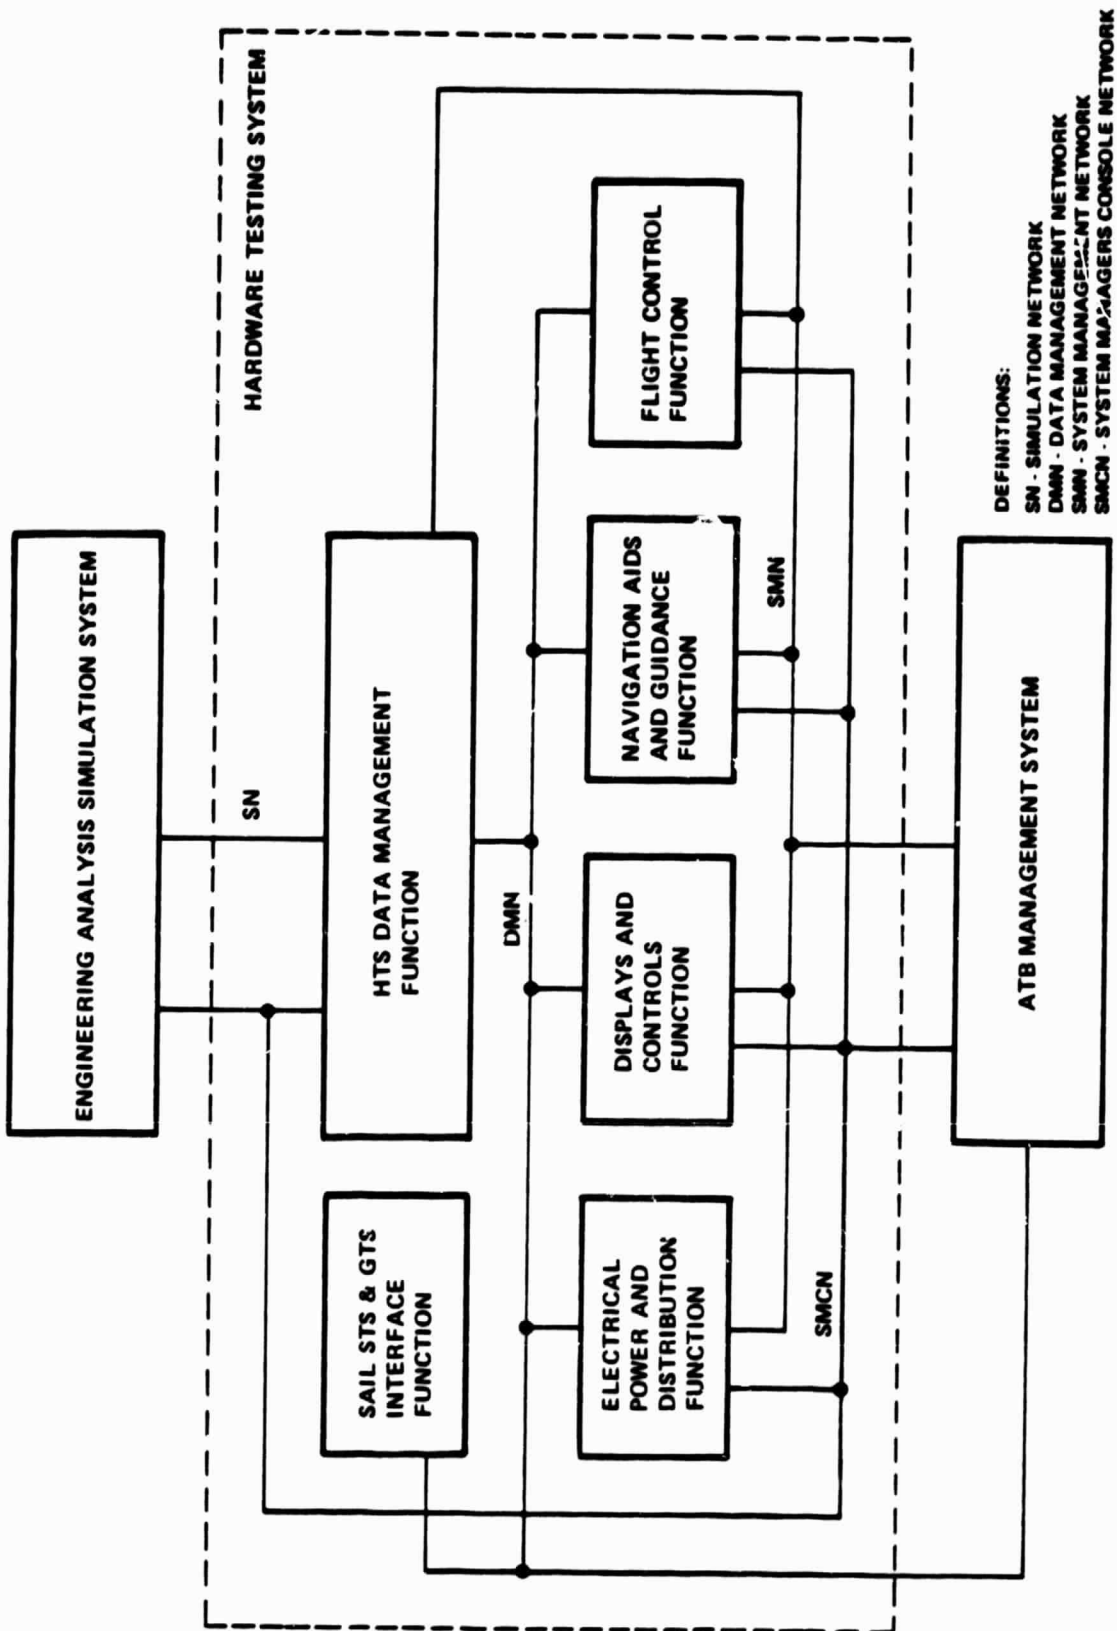 ENGINEERING ANALYSIS SIMULATION SYSTEM
HARDWARE TESTING SYSTEM
SN
SAIL STS & GTS
INTERFACE
FUNCTION
HTS DATA MANAGEMENT
FUNCTION
DMN
ELECTRICAL
POWER AND
DISTRIBUTION
FUNCTION
DISPLAYS AND
CONTROLS
FUNCTION
NAVIGATION AIDS
AND GUIDANCE
FUNCTION
FLIGHT CONTROL
FUNCTION
SMN
SMCN
ATB MANAGEMENT SYSTEM
DEFINITIONS:
SN - SIMULATION NETWORK
DMN - DATA MANAGEMENT NETWORK
SMN - SYSTEM MANAGEMENT NETWORK
SMCN - SYSTEM MANAGERS CONSOLE NETWORK